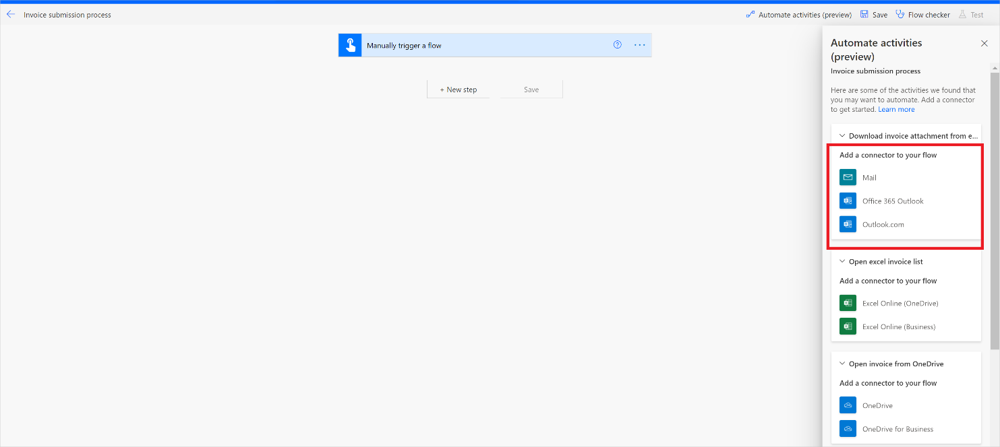 Invoice submission process
Automate activities (preview)
Save
Flow checker
Test
Manually trigger a flow
+ New step
Save
Automate activities
(preview)
Invoice submission process
Here are some of the activities we found that
you may want to automate. Add a connector
to get started. Learn more
Download invoice attachment from e...
Add a connector to your flow
Mail
Office 365 Outlook
Outlook.com
Open excel invoice list
Add a connector to your flow
Excel Online (OneDrive)
Excel Online (Business)
Open invoice from OneDrive
Add a connector to your flow
OneDrive
OneDrive for Business